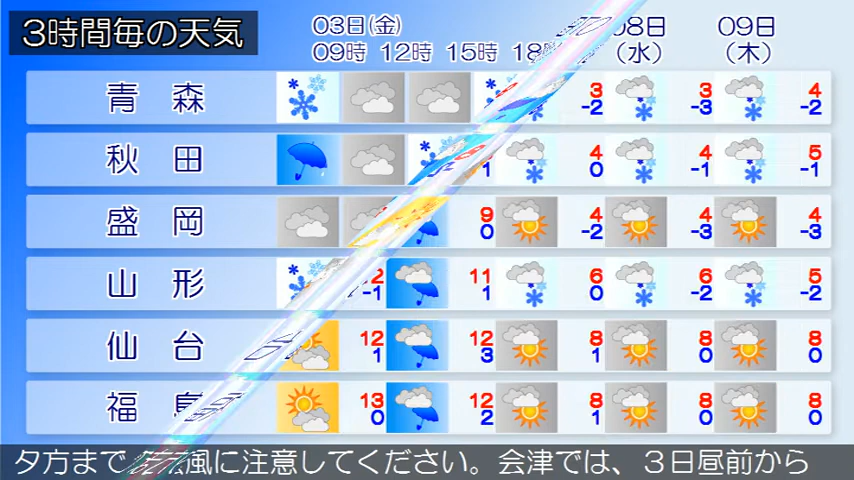 3時間毎の天気
03日(金) 08日 09日
09時 12時 15時 18時 (水) (木)
青森 3 -2 3 -3 4 -2
秋田 1 4 0 4 -1 5 -1
盛岡 9 0 4 -2 4 -3 4 -3
山形 2 -1 11 1 6 0 6 -2 5 -2
仙台 12 1 12 3 8 1 8 0 8 0
福島 13 0 12 2 8 1 8 0 8 0
夕方まで 風に注意してください。会津では、3日昼前から